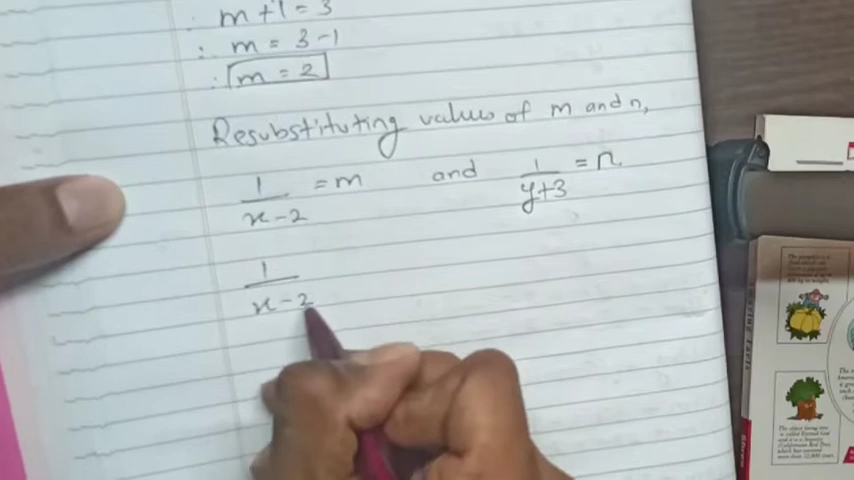 m+1 = 3
∴ m = 3-1
∴ m = 2
Resubstituting values of m and n,
1/(x-2) = m and 1/(y+3) = n
1/(x-2)